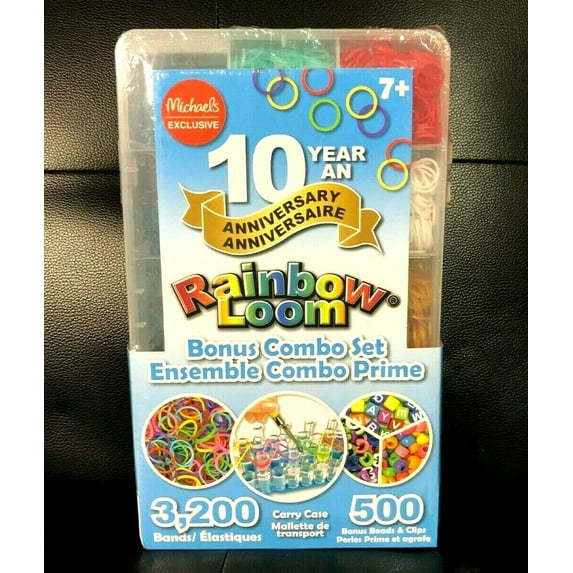 Michaels
EXCLUSIVE
7+
10 YEAR
AN
ANNIVERSARY
ANNIVERSAIRE
Rainbow®
Loom
Bonus Combo Set
Ensemble Combo Prime
3,200
Bands/ Élastiques
Carry Case
Mallette de
transport
500
Bonus Beads & Clips
Perles Prime et agrafe